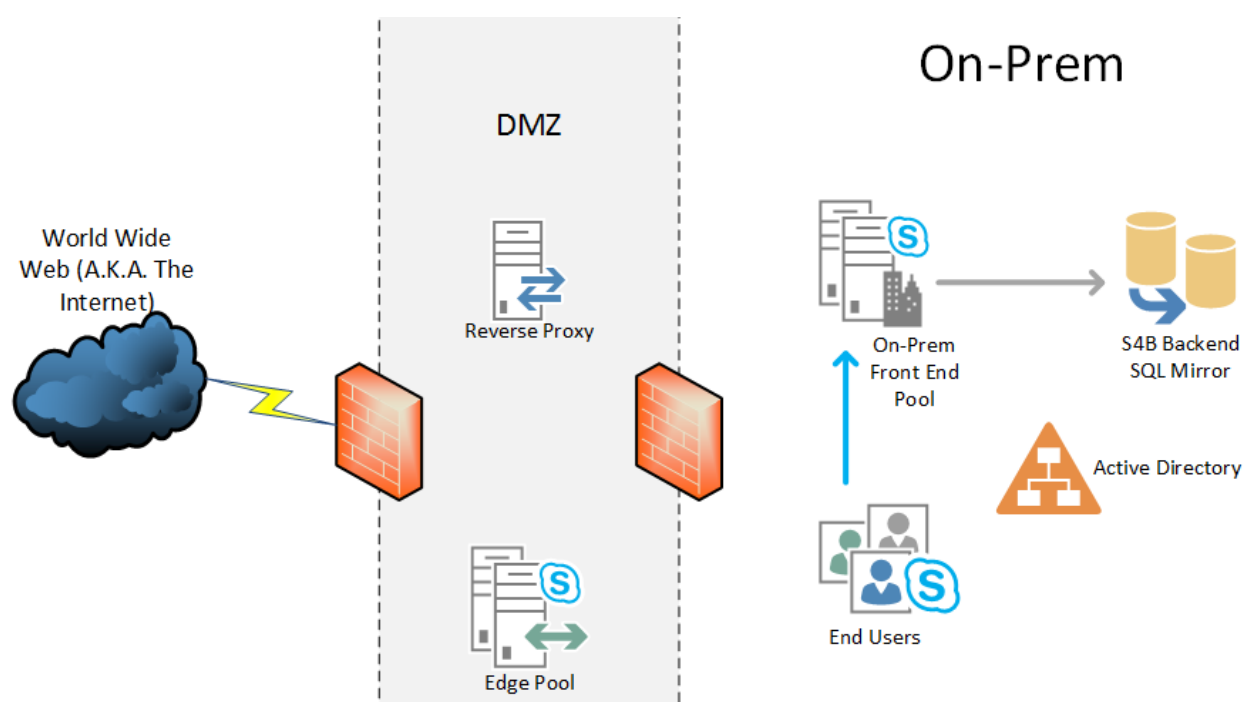 On-Prem
DMZ
World Wide
Web (A.K.A. The
Internet)
Reverse Proxy
S
On-Prem
Front End
Pool
S4B Backend
SQL Mirror
Active Directory
S
Edge Pool
S
End Users